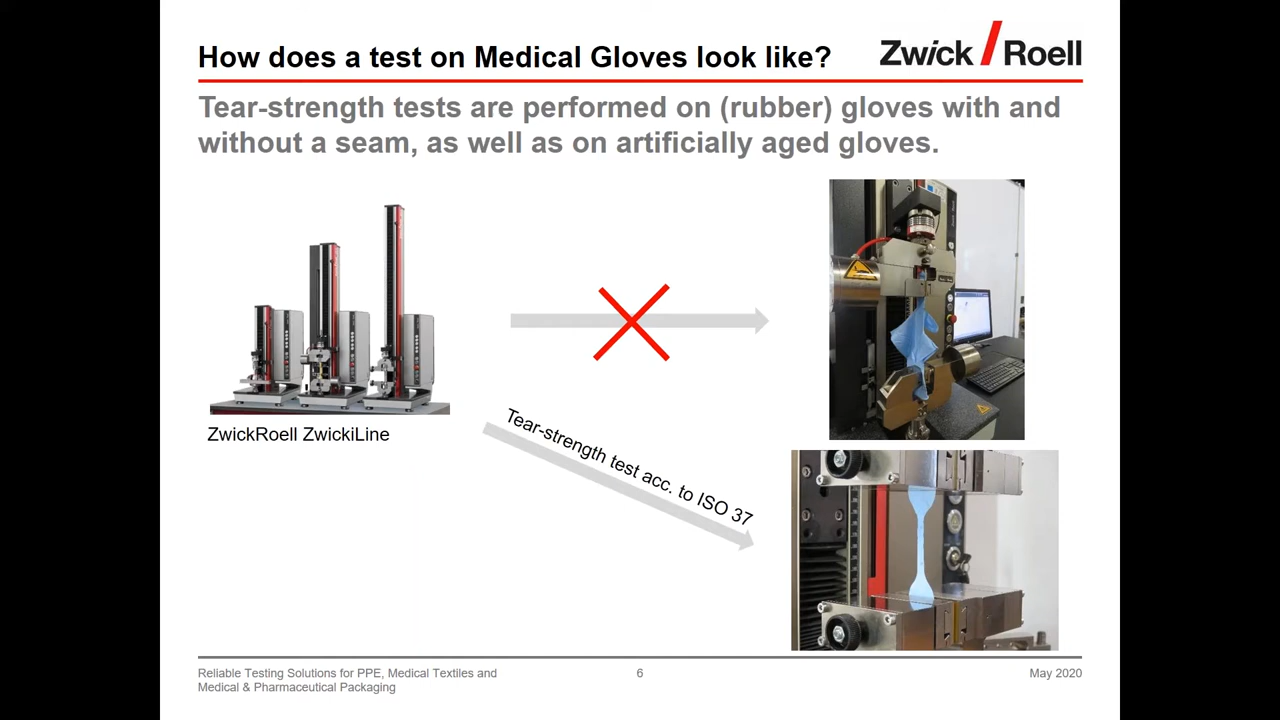 How does a test on Medical Gloves look like?
Zwick Roell
Tear-strength tests are performed on (rubber) gloves with and
without a seam, as well as on artificially aged gloves.
ZwickRoell ZwickiLine
Tear-strength test acc. to ISO 37
Reliable Testing Solutions for PPE, Medical Textiles and
Medical & Pharmaceutical Packaging
6
May 2020